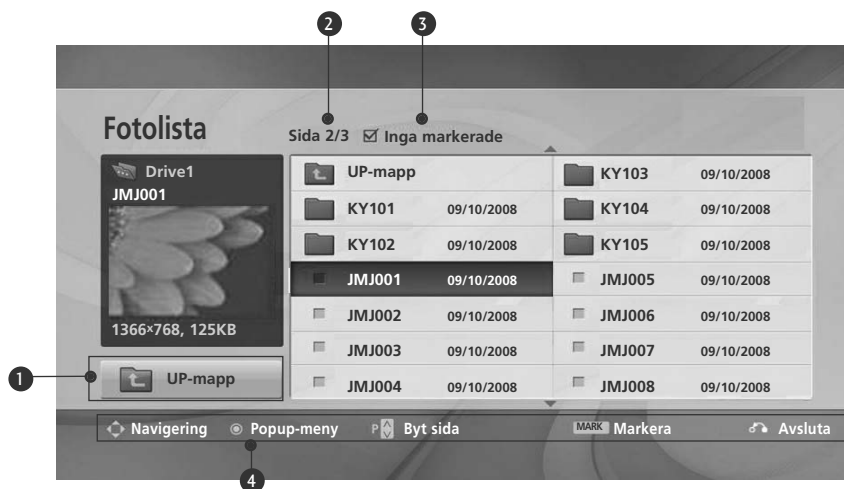 2 3
Fotolista Sida 2/3 Inga markerade
Drive1
JMJ001
1366×768, 125KB
1 UP-mapp
UP-mapp
KY101 09/10/2008
KY102 09/10/2008
JMJ001 09/10/2008
JMJ002 09/10/2008
JMJ003 09/10/2008
JMJ004 09/10/2008
KY103 09/10/2008
KY104 09/10/2008
KY105 09/10/2008
JMJ005 09/10/2008
JMJ006 09/10/2008
JMJ007 09/10/2008
JMJ008 09/10/2008
Navigering Popup-meny P Byt sida MARK Markera Avsluta
4